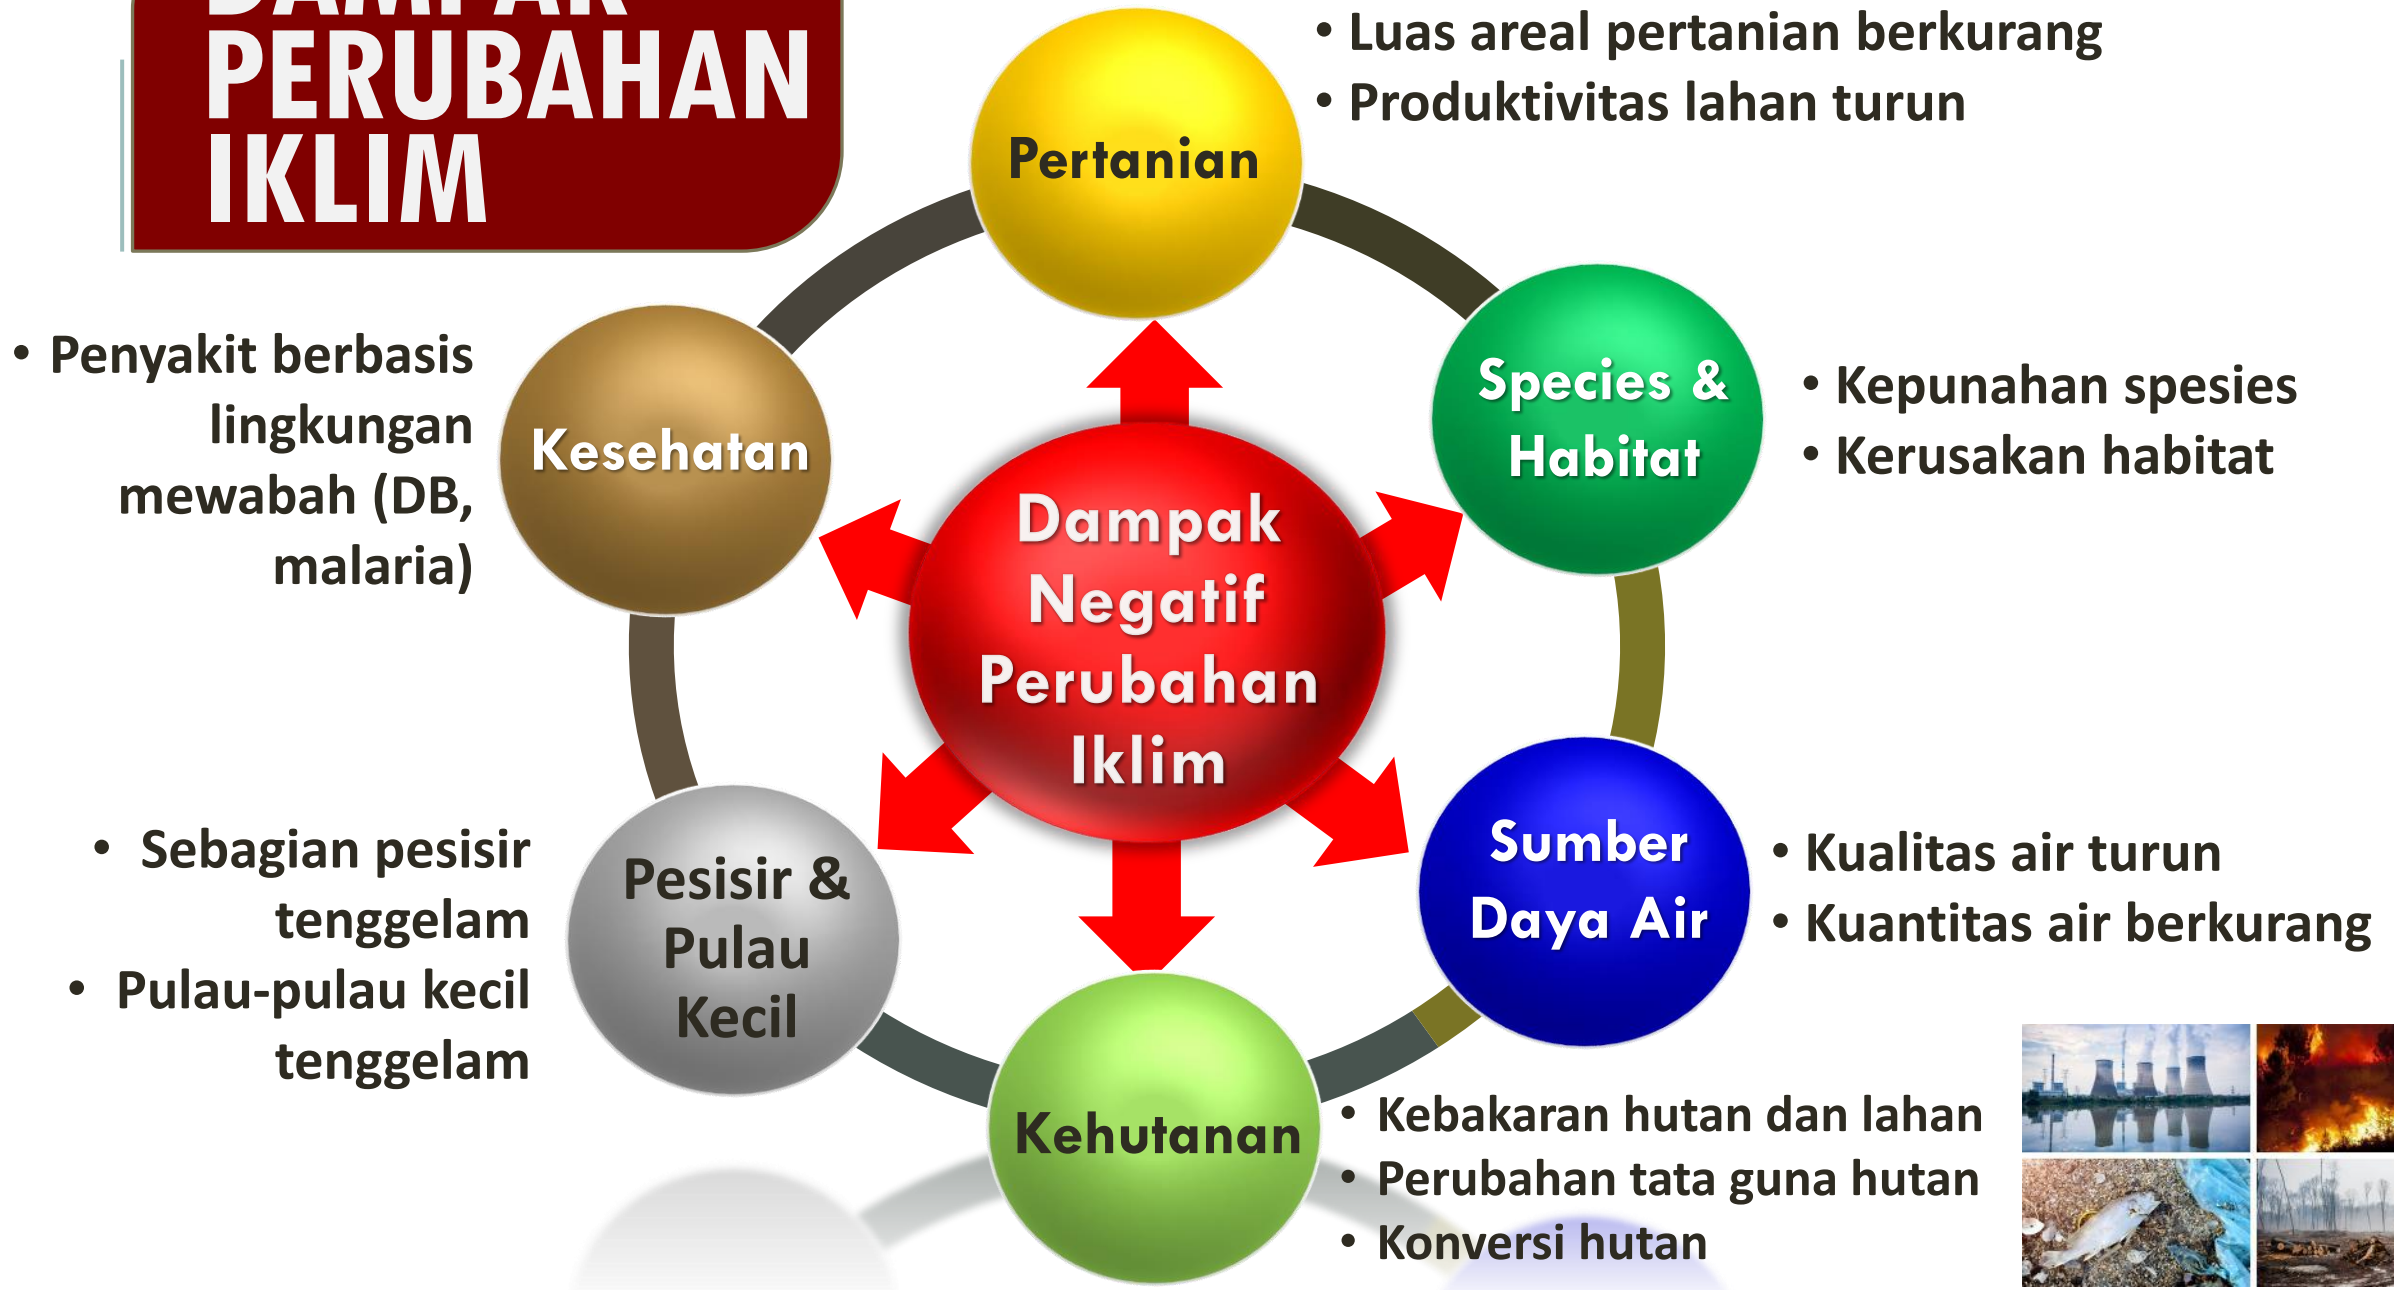 DAMPAK
PERUBAHAN
IKLIM
• Luas areal pertanian berkurang
• Produktivitas lahan turun
Pertanian
Species &
Habitat
• Kepunahan spesies
• Kerusakan habitat
• Penyakit berbasis
lingkungan
mewabah (DB,
malaria)
Kesehatan
Dampak
Negatif
Perubahan
Iklim
Sumber
Daya Air
• Kualitas air turun
• Kuantitas air berkurang
• Sebagian pesisir
tenggelam
• Pulau-pulau kecil
tenggelam
Pesisir &
Pulau
Kecil
Kehutanan
• Kebakaran hutan dan lahan
• Perubahan tata guna hutan
• Konversi hutan